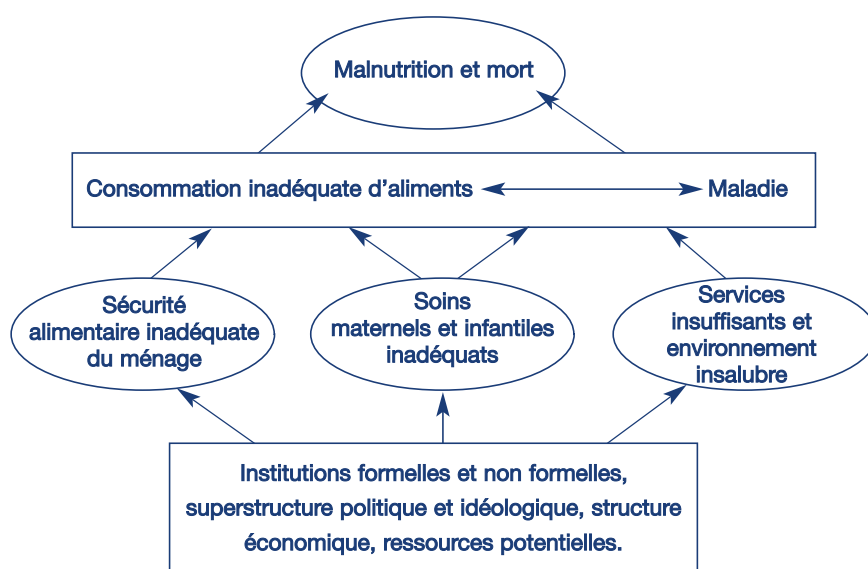 Malnutrition et mort
Consommation inadéquate d'aliments
Maladie
Sécurité
alimentaire inadéquate
du ménage
Soins
maternels et infantiles
inadéquats
Services
insuffisants et
environnement
insalubre
Institutions formelles et non formelles,
superstructure politique et idéologique, structure
économique, ressources potentielles.